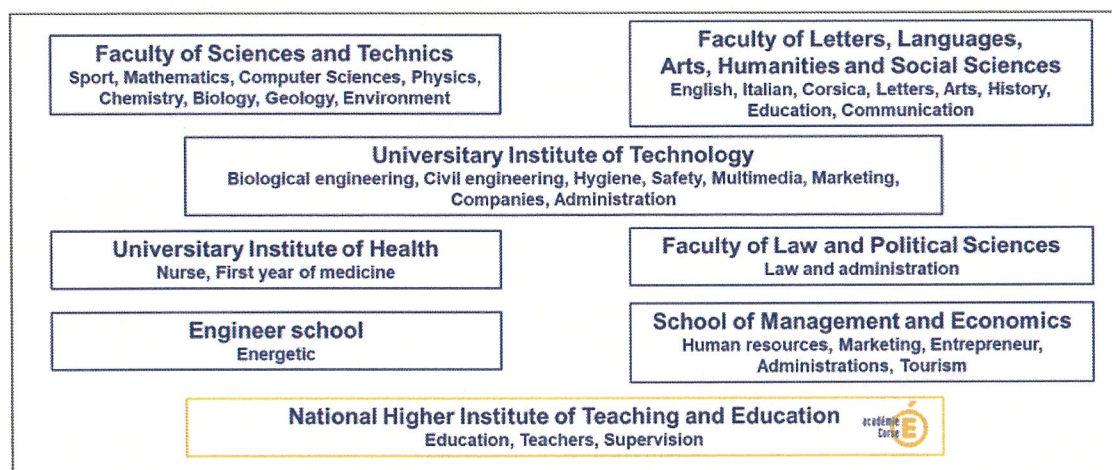 Faculty of Sciences and Technics
Sport, Mathematics, Computer Sciences, Physics,
Chemistry, Biology, Geology, Environment
Faculty of Letters, Languages,
Arts, Humanities and Social Sciences
English, Italian, Corsica, Letters, Arts, History,
Education, Communication
Universitary Institute of Technology
Biological engineering, Civil engineering, Hygiene, Safety, Multimedia, Marketing,
Companies, Administration
Universitary Institute of Health
Nurse, First year of medicine
Faculty of Law and Political Sciences
Law and administration
Engineer school
Energetic
School of Management and Economics
Human resources, Marketing, Entrepreneur,
Administrations, Tourism
National Higher Institute of Teaching and Education
Education, Teachers, Supervision
académie
Corse
É